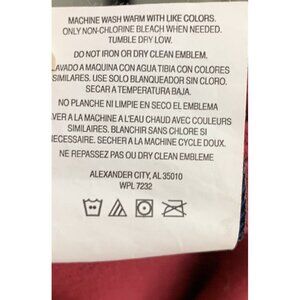 MACHINE WASH WARM WITH LIKE COLORS.
ONLY NON-CHLORINE BLEACH WHEN NEEDED.
TUMBLE DRY LOW.
DO NOT IRON OR DRY CLEAN EMBLEM.
LAVADO A MAQUINA CON AGUA TIBIA CON COLORES
SIMILARES. USE SOLO BLANQUEADOR SIN CLORO.
SECAR A TEMPERATURA BAJA.
NO PLANCHE NI LIMPIE EN SECO EL EMBLEMA
VER A LA MACHINE A L'EAU CHAUD AVEC COULEURS
SIMILAIRES. BLANCHIR SANS CHLORE SI
ECESSAIRE. SECHER A LA MACHINE CYCLE DOUX.
NE REPASSEZ PAS OU DRY CLEAN EMBLEME
ALEXANDER CITY, AL 35010
WPL 7232